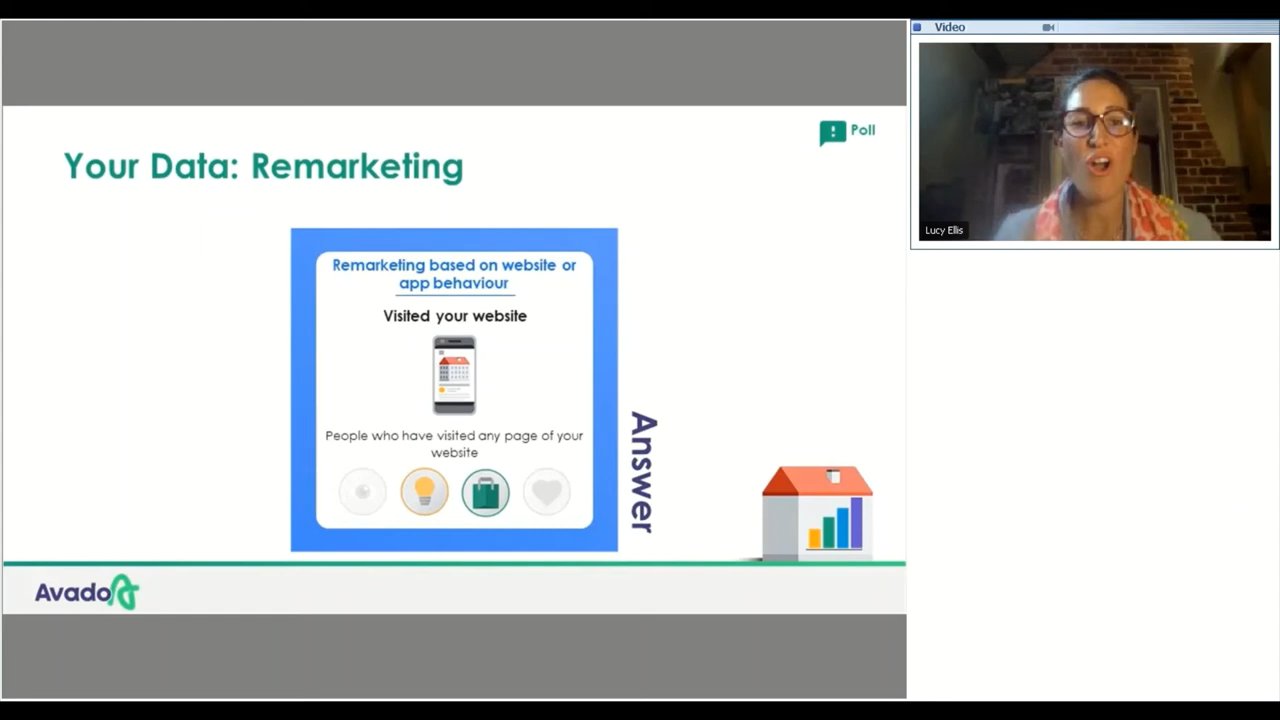 Video
Poll
Your Data: Remarketing
Remarketing based on website or
app behaviour
Visited your website
People who have visited any page of your
website
Answer
Lucy Ellis
Avado